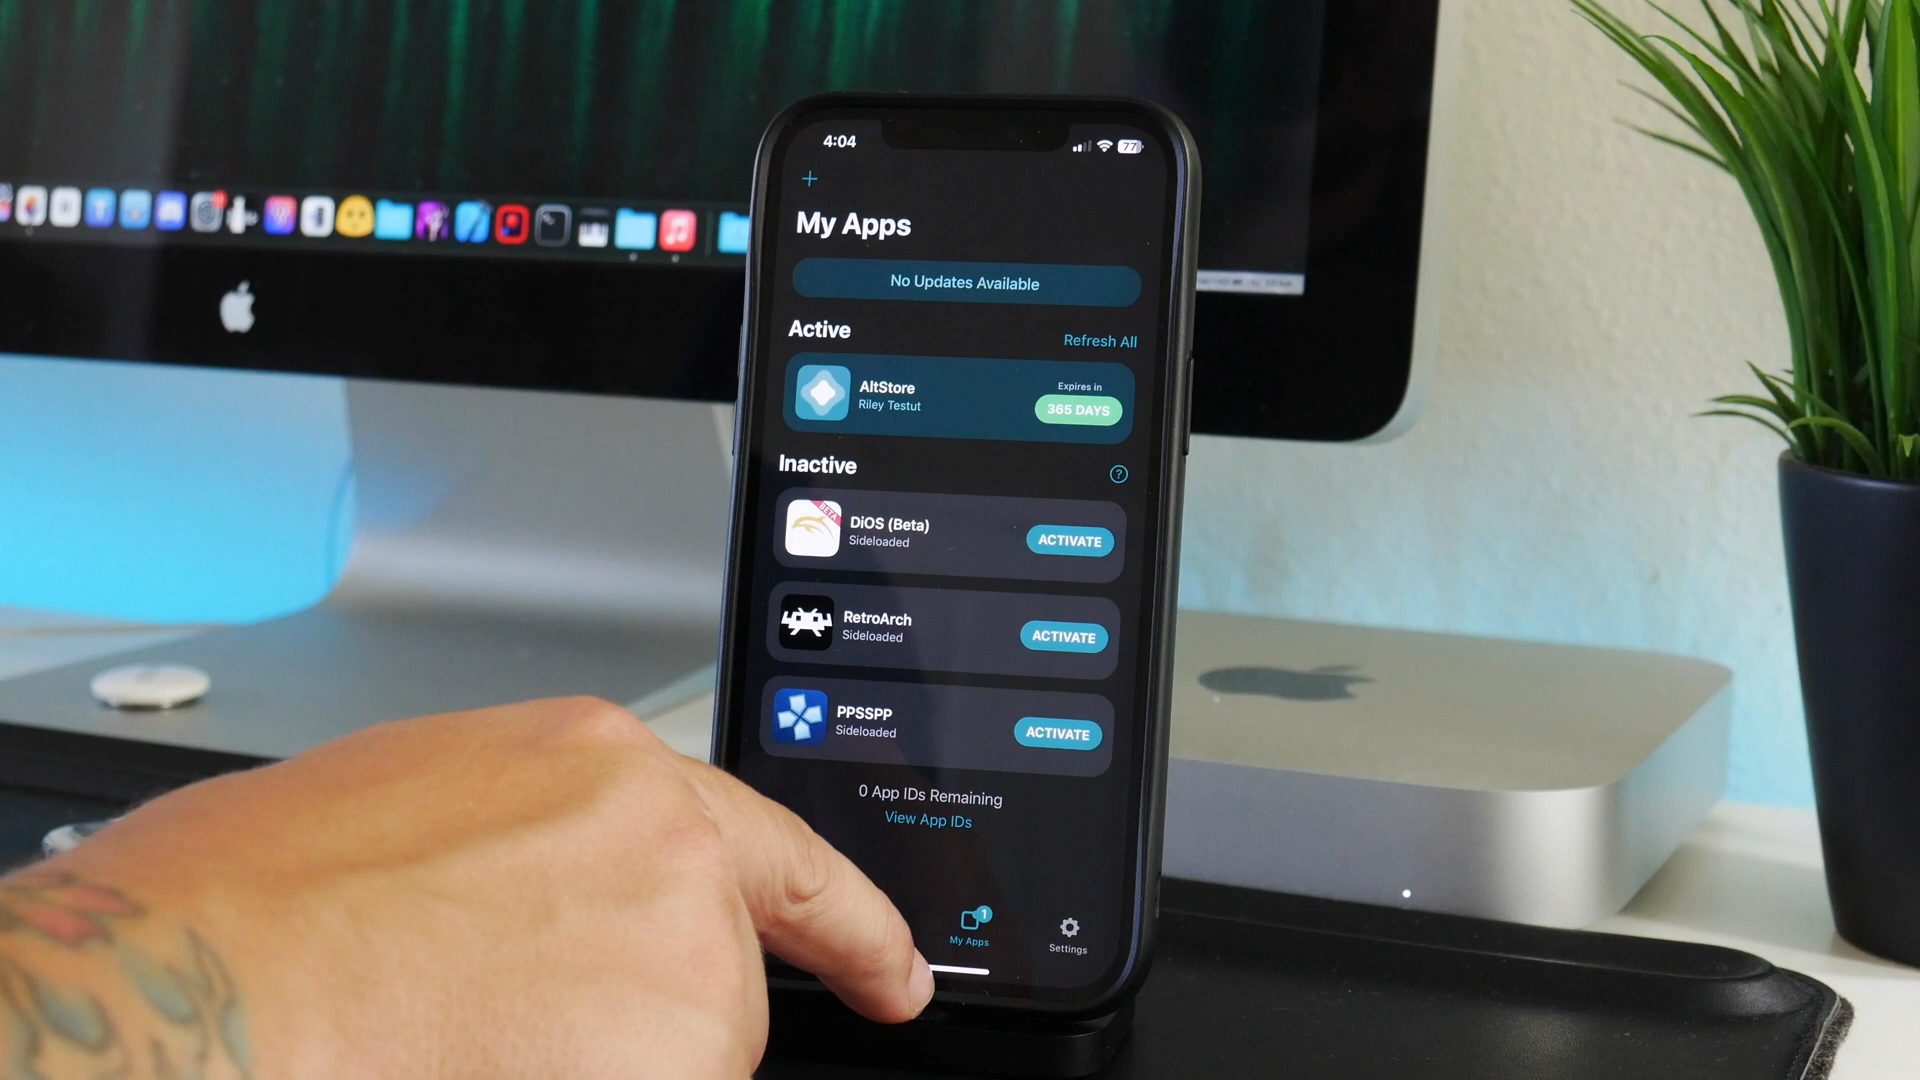 4:04
77
+
My Apps
No Updates Available
Active
Refresh All
AltStore
Riley Testut
Expires in
365 DAYS
Inactive
?
BETA
DiOS (Beta)
Sideloaded
ACTIVATE
RetroArch
Sideloaded
ACTIVATE
PPSSPP
Sideloaded
ACTIVATE
0 App IDs Remaining
View App IDs
1
My Apps
Settings